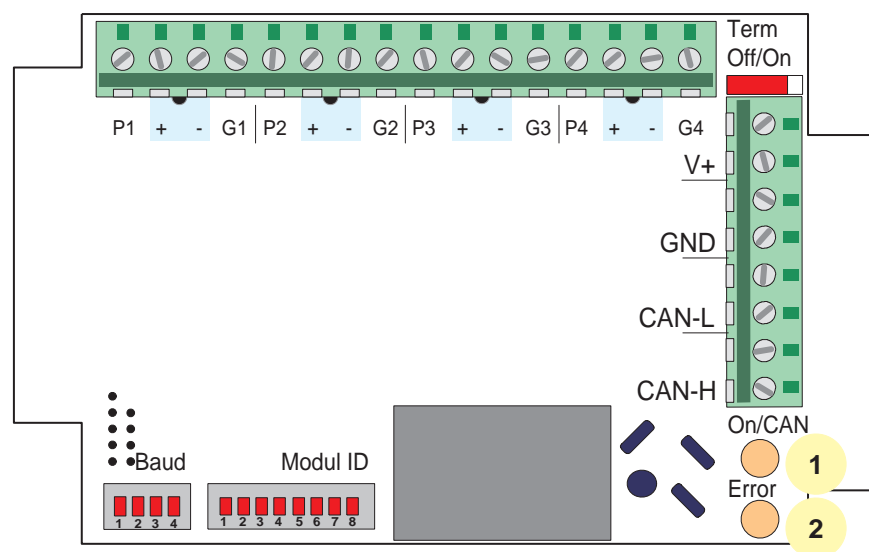 Term
Off/On
P1 + - G1 P2 + - G2 P3 + - G3 P4 + - G4
V+
GND
CAN-L
CAN-H
On/CAN
1
Baud Modul ID
Error
1 2 3 4 1 2 3 4 5 6 7 8
2